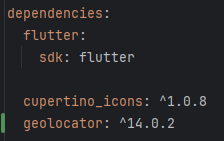 dependencies:
  flutter:
    sdk: flutter

  cupertino_icons: ^1.0.8
  geolocator: ^14.0.2